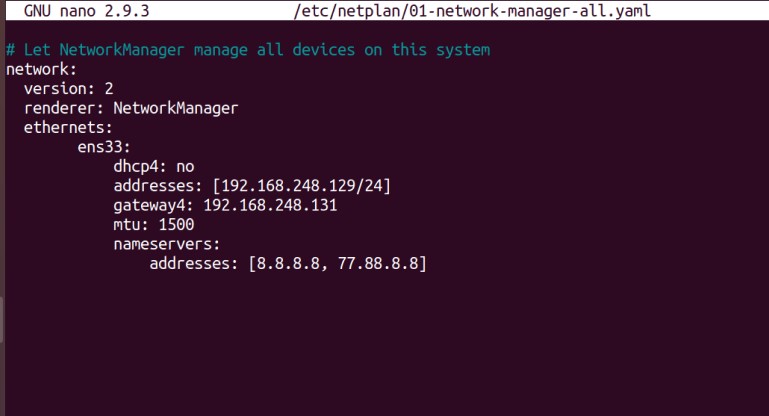 GNU nano 2.9.3 /etc/netplan/01-network-manager-all.yaml
# Let NetworkManager manage all devices on this system
network:
  version: 2
  renderer: NetworkManager
  ethernets:
        ens33:
            dhcp4: no
            addresses: [192.168.248.129/24]
            gateway4: 192.168.248.131
            mtu: 1500
            nameservers:
                addresses: [8.8.8.8, 77.88.8.8]